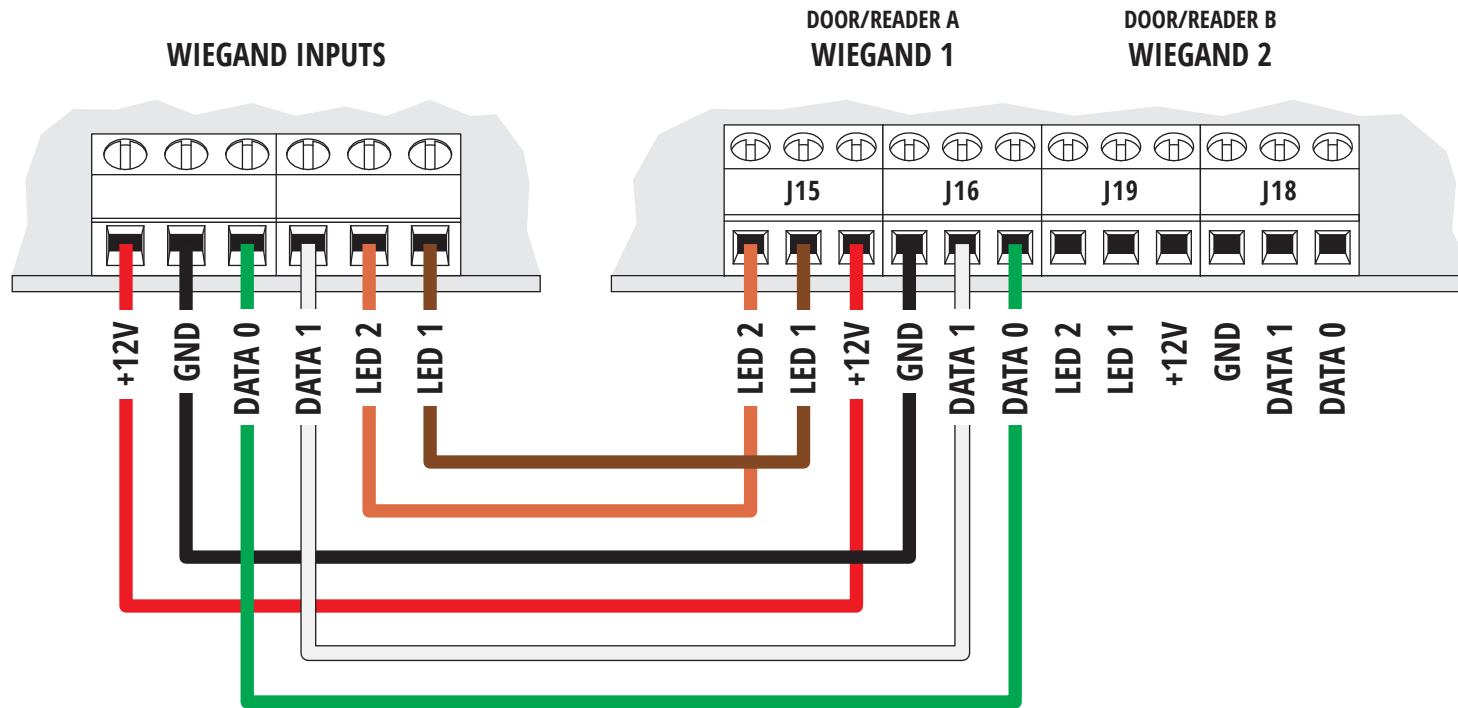 DOOR/READER A
DOOR/READER B
WIEGAND INPUTS
WIEGAND 1
WIEGAND 2
J15
J16
J19
J18
+12V
GND
DATA 0
DATA 1
LED 2
LED 1
LED 2
LED 1
+12V
GND
DATA 1
DATA 0
LED 2
LED 1
+12V
GND
DATA 1
DATA 0